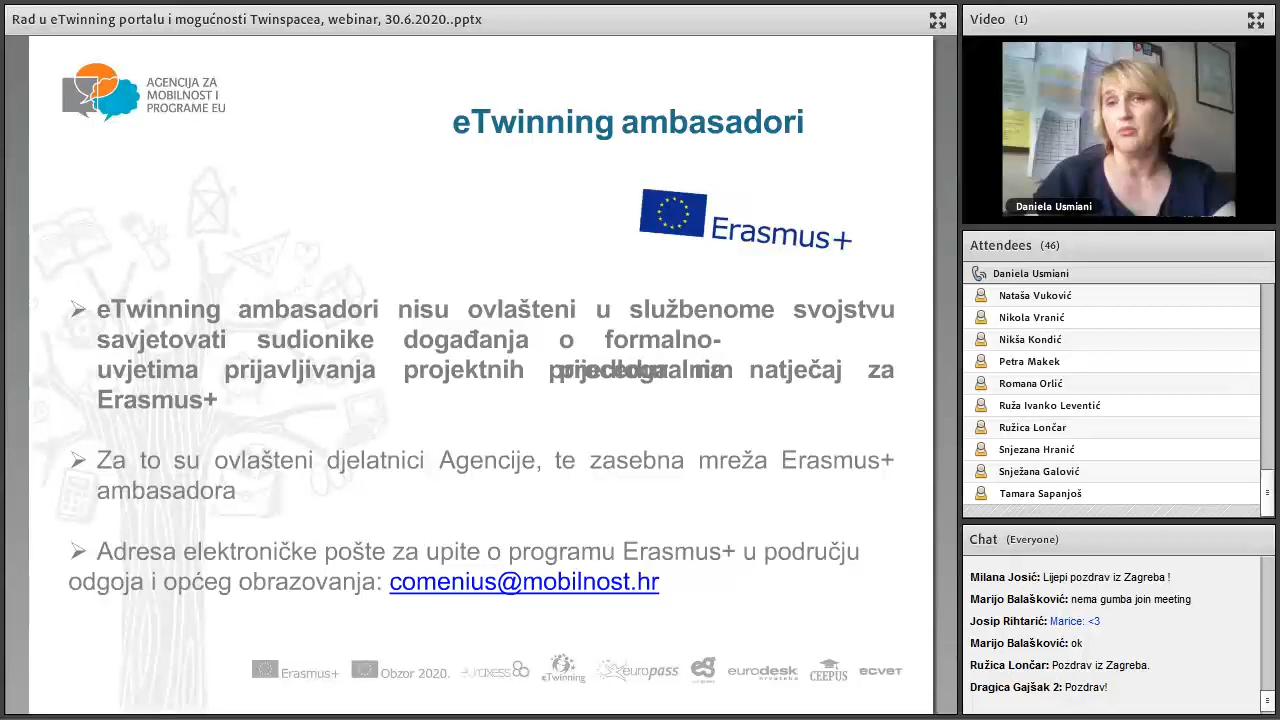 Rad u eTwinning portalu i mogućnosti Twinspacea, webinar, 30.6.2020..pptx
AGENCIJA ZA
MOBILNOST I
PROGRAME EU
eTwinning ambasadori
Erasmus+
eTwinning ambasadori nisu ovlašteni u službenome svojstvu
savjetovati sudionike događanja o formalno-
uvjetima prijavljivanja projektnih natječaj za
Erasmus+
Za to su ovlašteni djelatnici Agencije, te zasebna mreža Erasmus+
ambasadora
Adresa elektroničke pošte za upite o programu Erasmus+ u području
odgoja i općeg obrazovanja: comenius@mobilnost.hr
Erasmus+ Obzor 2020. euraxess eTwinning europass eurodesk hrvatska CEEPUS ECVET
Video (1)
Daniela Usmiani
Attendees (46)
Daniela Usmiani
Nataša Vuković
Nikola Vranić
Nikša Kondić
Petra Makek
Romana Orlić
Ruža Ivanko Leventić
Ružica Lončar
Snjezana Hranić
Snježana Galović
Tamara Sapanjoš
Chat (Everyone)
Milana Josić: Lijepi pozdrav iz Zagreba !
Marijo Balašković: nema gumba join meeting
Josip Rihtarić: Marice: <3
Marijo Balašković: ok
Ružica Lončar: Pozdrav iz Zagreba.
Dragica Gajšak 2: Pozdrav!